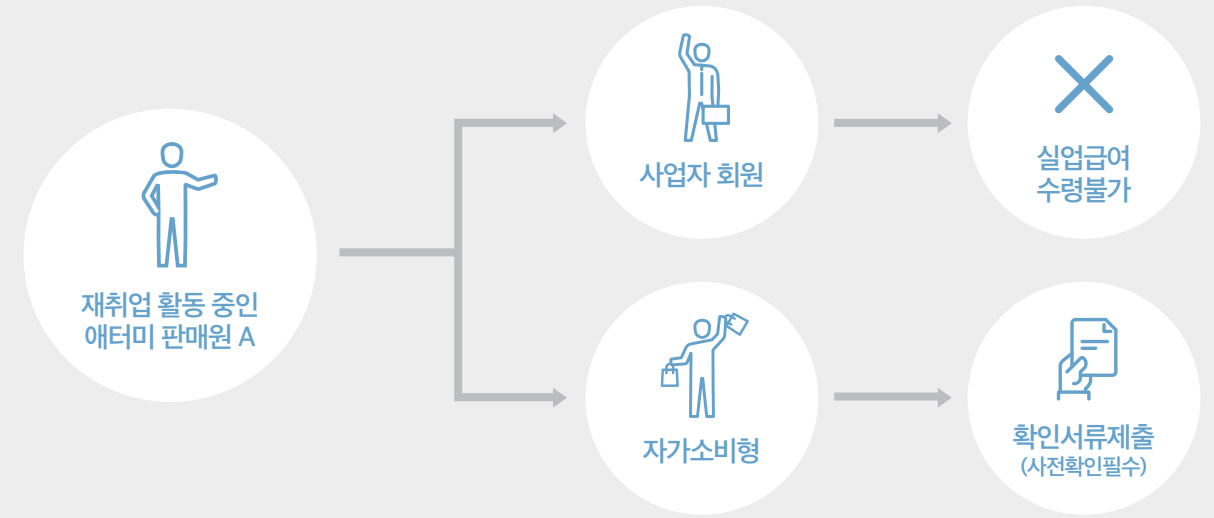 재취업 활동 중인
애터미 판매원 A
사업자 회원
실업급여
수령불가
자가소비형
확인서류제출
(사전확인필수)